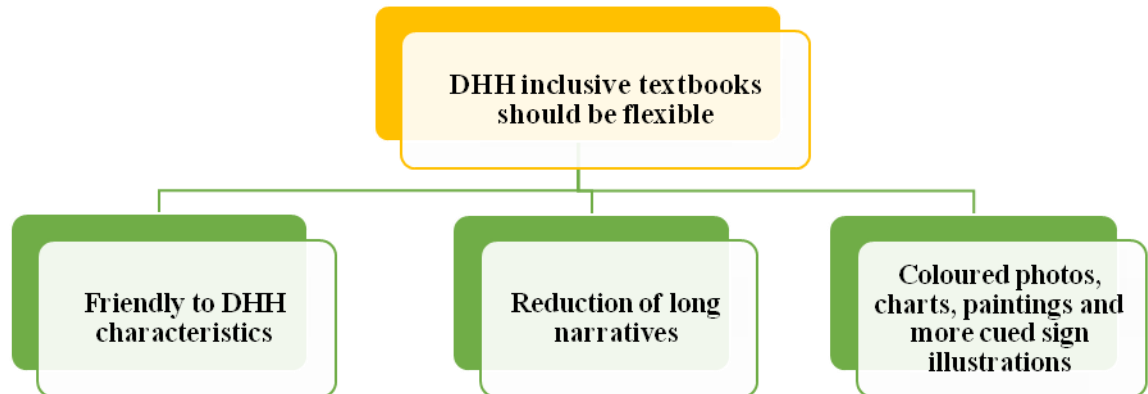 DHH inclusive textbooks
should be flexible
Friendly to DHH
characteristics
Reduction of long
narratives
Coloured photos,
charts, paintings and
more cued sign
illustrations